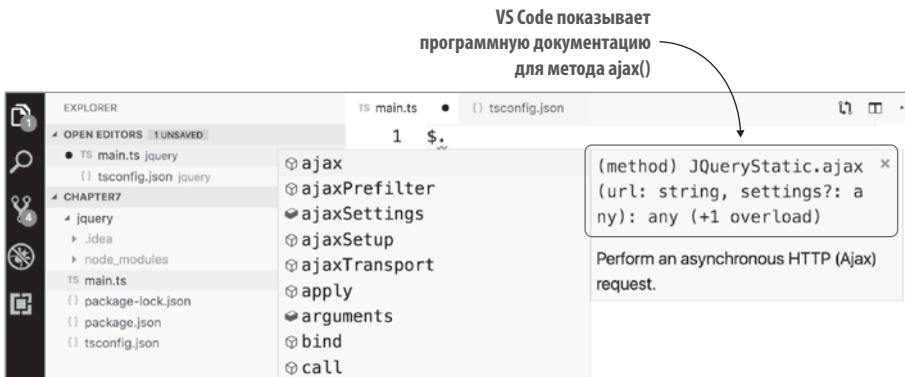 VS Code показывает
программную документацию
для метода ajax()
EXPLORER
OPEN EDITORS 1 UNSAVED
TS main.ts jquery
{} tsconfig.json jquery
CHAPTER7
jquery
.idea
node_modules
TS main.ts
{} package-lock.json
{} package.json
{} tsconfig.json
1
4
TS main.ts
{} tsconfig.json
1 $.
ajax
ajaxPrefilter
ajaxSettings
ajaxSetup
ajaxTransport
apply
arguments
bind
call
(method) JQueryStatic.ajax
(url: string, settings?: a
ny): any (+1 overload)
Perform an asynchronous HTTP (Ajax)
request.